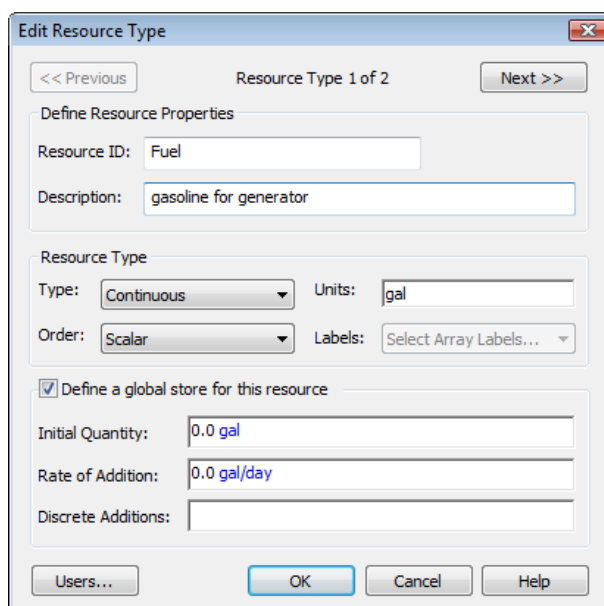 Edit Resource Type
<< Previous Resource Type 1 of 2 Next >>
Define Resource Properties
Resource ID: Fuel
Description: gasoline for generator
Resource Type
Type: Continuous Units: gal
Order: Scalar Labels: Select Array Labels...
Define a global store for this resource
Initial Quantity: 0.0 gal
Rate of Addition: 0.0 gal/day
Discrete Additions:
Users... OK Cancel Help